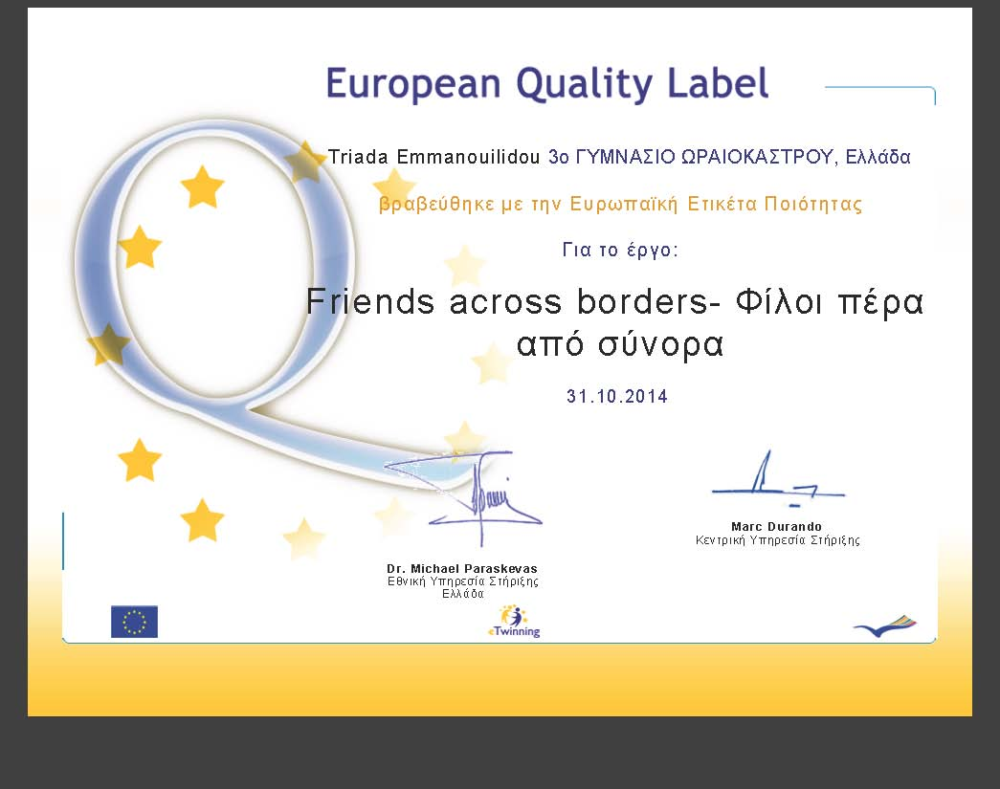 European Quality Label
Triada Emmanouilidou 3ο ΓΥΜΝΑΣΙΟ ΩΡΑΙΟΚΑΣΤΡΟΥ, Ελλάδα
βραβεύθηκε με την Ευρωπαϊκή Ετικέτα Ποιότητας
Για το έργο:
Friends across borders- Φίλοι πέρα
από σύνορα
31.10.2014
Marc Durando
Κεντρική Υπηρεσία Στήριξης
Dr. Michael Paraskevas
Εθνική Υπηρεσία Στήριξης
Ελλάδα
eTwinning